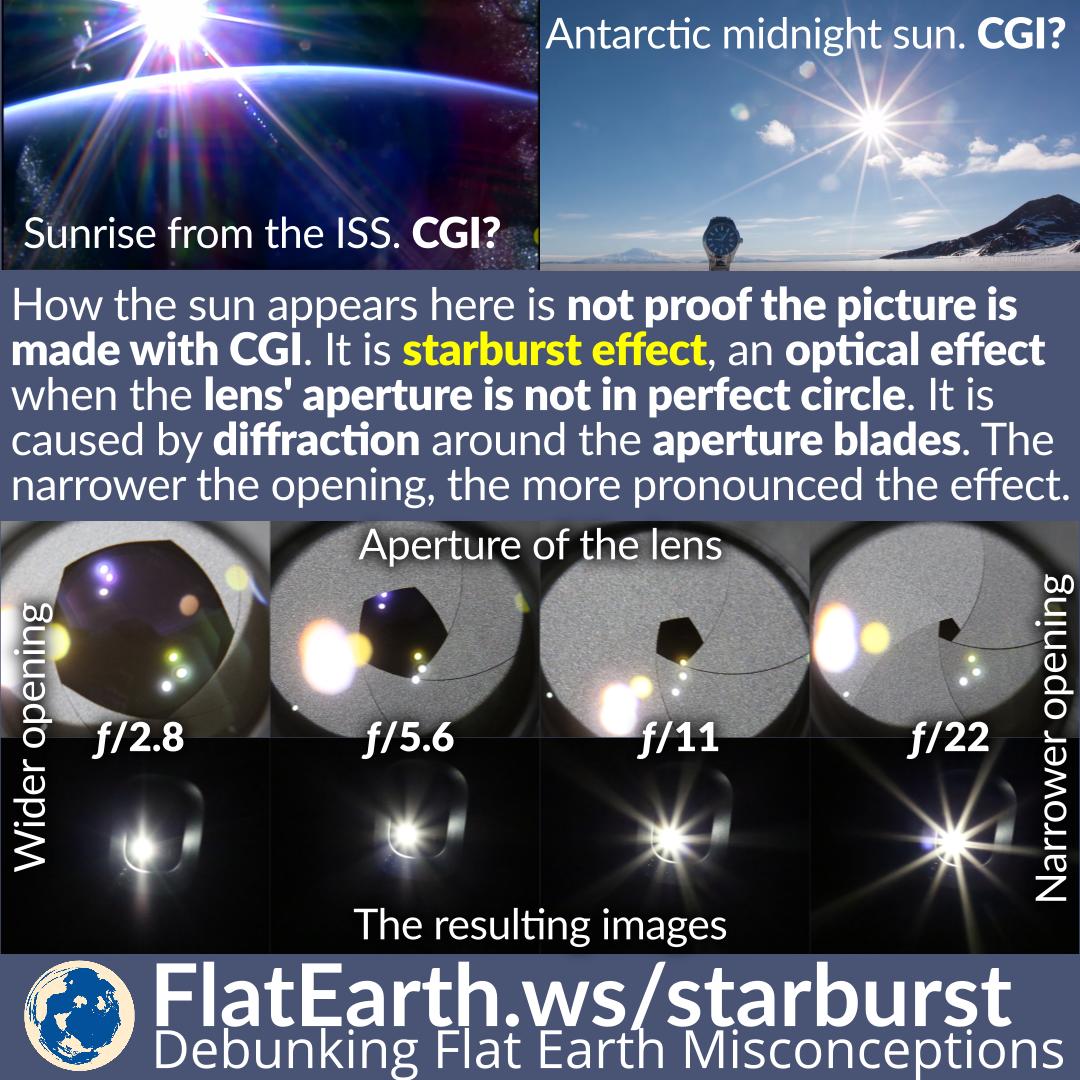 Antarctic midnight sun. CGI?
Sunrise from the ISS. CGI?
How the sun appears here is not proof the picture is
made with CGI. It is starburst effect, an optical effect
when the lens' aperture is not in perfect circle. It is
caused by diffraction around the aperture blades. The
narrower the opening, the more pronounced the effect.
Aperture of the lens
Wider opening
f/2.8
f/5.6
f/11
f/22
Narrower opening
The resulting images
FlatEarth.ws/starburst
Debunking Flat Earth Misconceptions